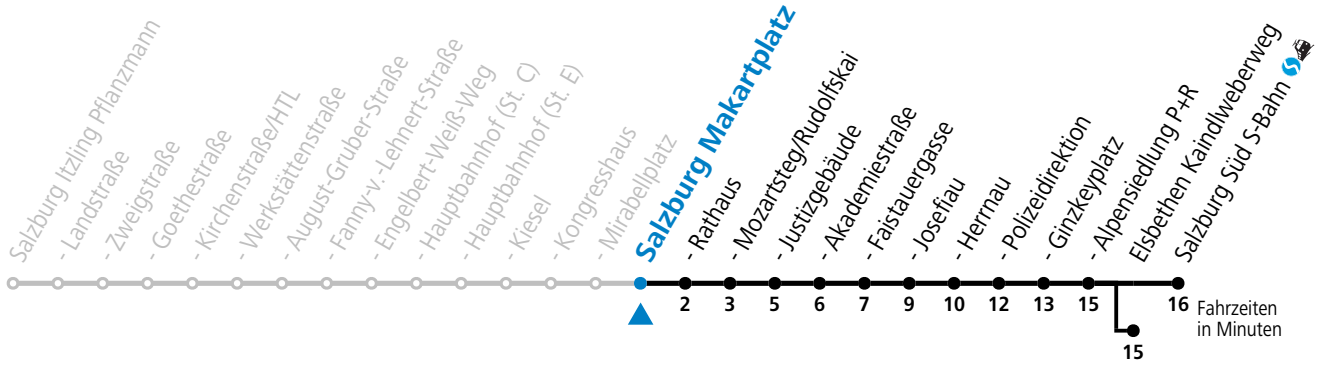 Salzburg Itzling Pflanzmann
- Landstraße
- Zweigstraße
- Goethestraße
- Kirchenstraße/HTL
- Werkstättenstraße
- August-Gruber-Straße
- Fanny-v.-Lehnert-Straße
- Engelbert-Weiß-Weg
- Hauptbahnhof (St. C)
- Hauptbahnhof (St. E)
- Kiesel
- Kongresshaus
- Mirabellplatz
Salzburg Makartplatz
- Rathaus
- Mozartsteg/Rudolfskai
- Justizgebäude
- Akademiestraße
- Faistauergasse
- Josefiau
- Herrnau
- Polizeidirektion
- Ginzkeyplatz
- Alpensiedlung P+R
Elsbethen Kaindlweberweg
Salzburg Süd S-Bahn
2 3 5 6 7 9 10 12 13 15 16
Fahrzeiten
in Minuten
15